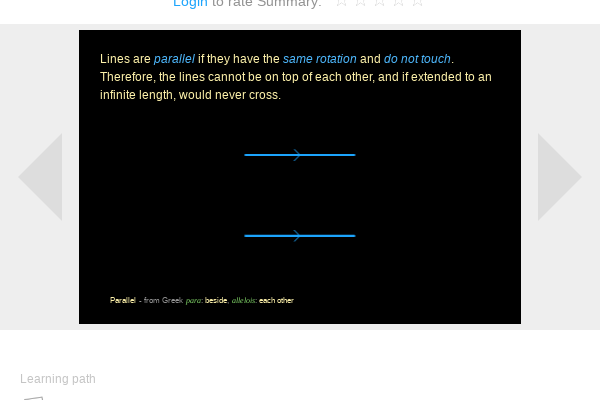 Login to rate Summary:
Lines are parallel if they have the same rotation and do not touch.
Therefore, the lines cannot be on top of each other, and if extended to an
infinite length, would never cross.
Parallel - from Greek para: beside, allelois: each other
Learning path